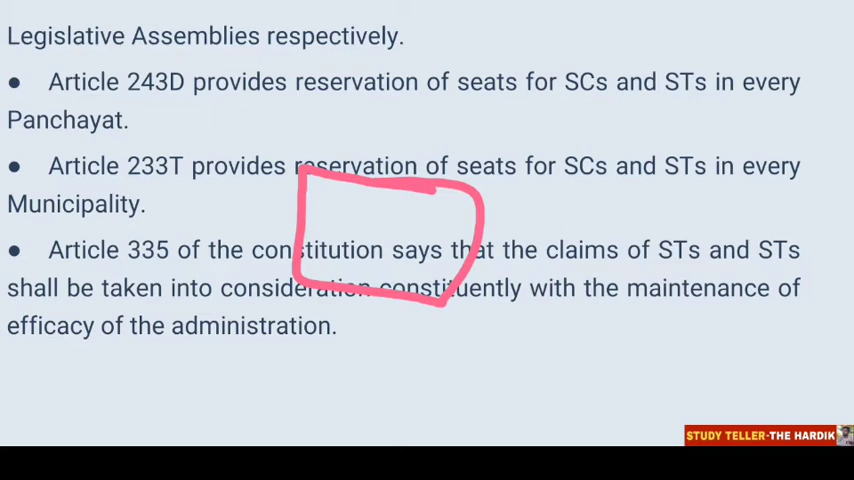 Legislative Assemblies respectively.
● Article 243D provides reservation of seats for SCs and STs in every
Panchayat.
● Article 233T provides reservation of seats for SCs and STs in every
Municipality.
● Article 335 of the constitution says that the claims of STs and STs
shall be taken into consideration constituently with the maintenance of
efficacy of the administration.
STUDY TELLER-THE HARDIK